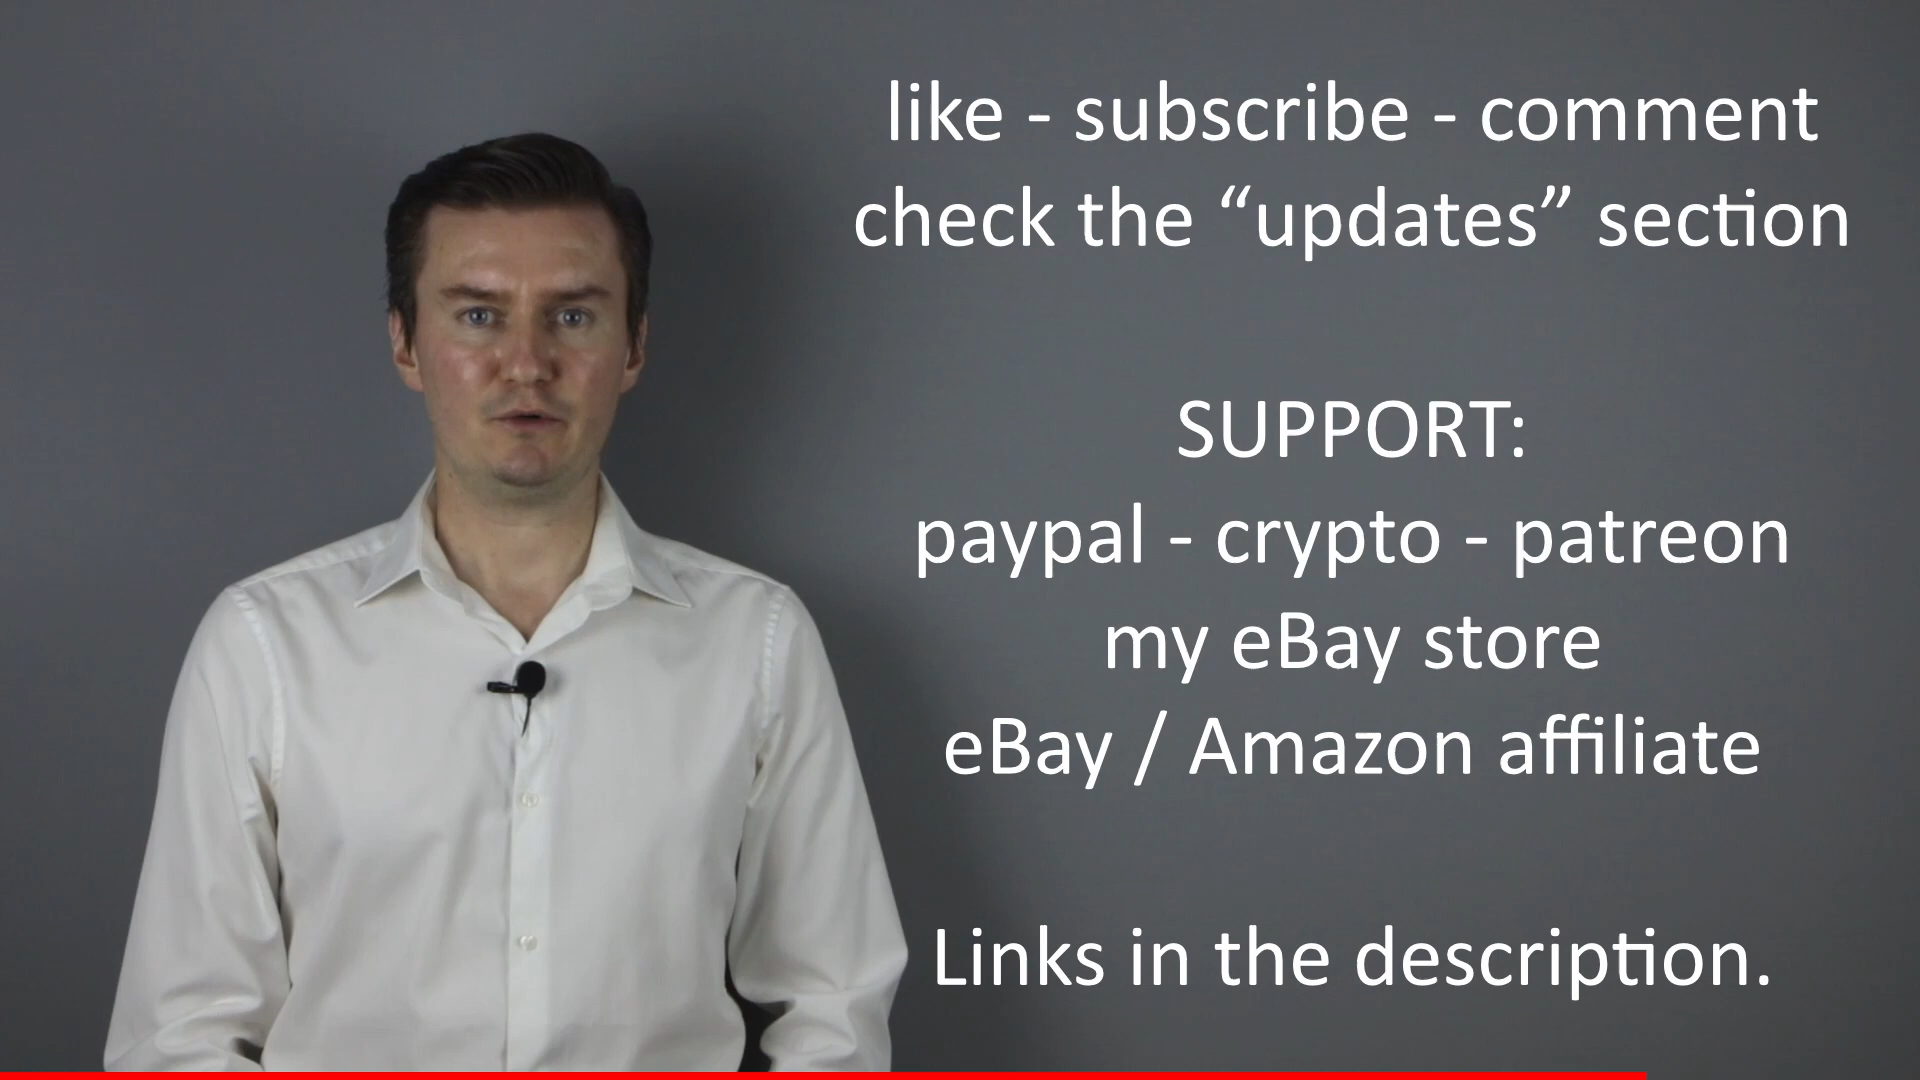 like - subscribe - comment
check the “updates” section
SUPPORT:
paypal - crypto - patreon
my eBay store
eBay / Amazon affiliate
Links in the description.